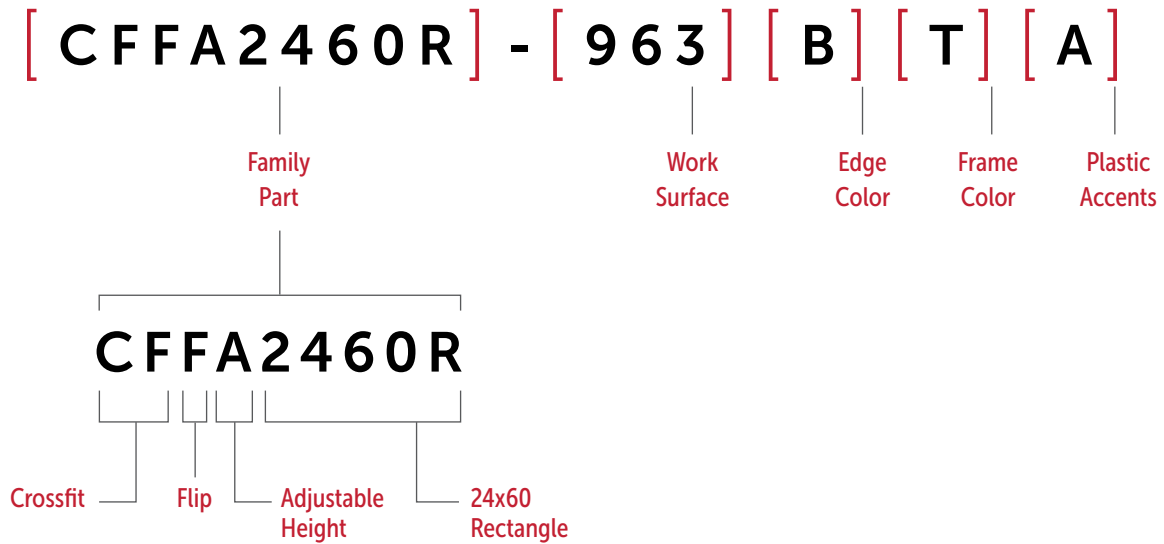 [CFFA2460R] - [963] [B] [T] [A]
Family Work Edge Frame Plastic
Part Surface Color Color Accents
CFFA2460R
Crossfit Flip Adjustable 24x60
Height Rectangle